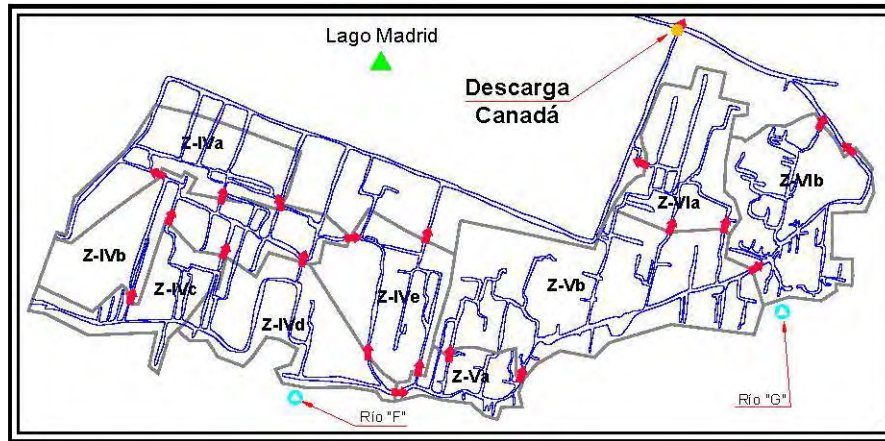 Lago Madrid
Descarga
Canadá
Z-IVa
Z-VIb
Z-VIa
Z-IVb
Z-IVc
Z-IVd
Z-IVe
Z-Vb
Z-Va
Río "F"
Río "G"